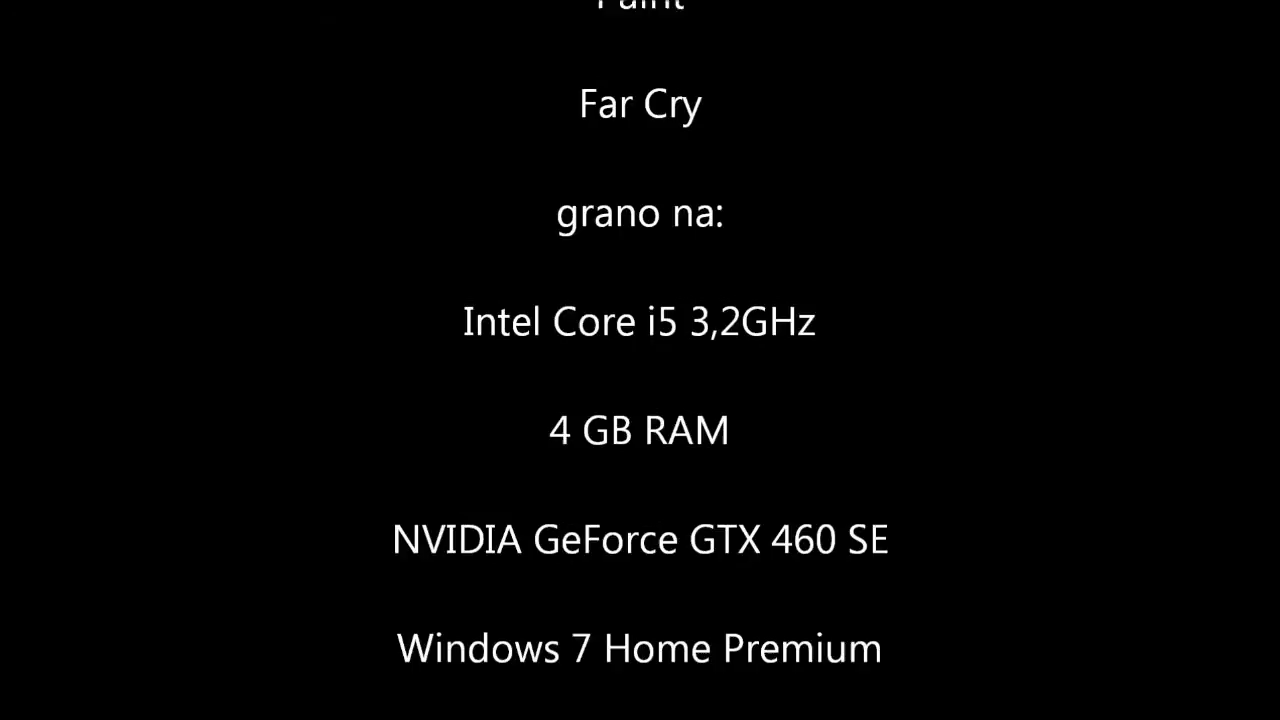 Paint
Far Cry
grano na:
Intel Core i5 3,2GHz
4 GB RAM
NVIDIA GeForce GTX 460 SE
Windows 7 Home Premium